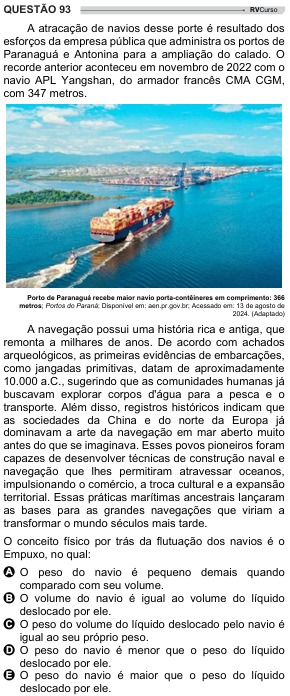 QUESTÃO 93
RVCurso
A atracação de navios desse porte é resultado dos
esforços da empresa pública que administra os portos de
Paranaguá e Antonina para a ampliação do calado. O
recorde anterior aconteceu em novembro de 2022 com o
navio APL Yangshan, do armador francês CMA CGM,
com 347 metros.
Porto de Paranaguá recebe maior navio porta-contêineres em comprimento: 366
metros; Portos do Paraná; Disponível em: aen.pr.gov.br; Acessado em: 13 de agosto de
2024. (Adaptado)
A navegação possui uma história rica e antiga, que
remonta a milhares de anos. De acordo com achados
arqueológicos, as primeiras evidências de embarcações,
como jangadas primitivas, datam de aproximadamente
10.000 a.C., sugerindo que as comunidades humanas já
buscavam explorar corpos d'água para a pesca e o
transporte. Além disso, registros históricos indicam que
as sociedades da China e do norte da Europa já
dominavam a arte da navegação em mar aberto muito
antes do que se imaginava. Esses povos pioneiros foram
capazes de desenvolver técnicas de construção naval e
navegação que lhes permitiram atravessar oceanos,
impulsionando o comércio, a troca cultural e a expansão
territorial. Essas práticas marítimas ancestrais lançaram
as bases para as grandes navegações que viriam a
transformar o mundo séculos mais tarde.
O conceito físico por trás da flutuação dos navios é o
Empuxo, no qual:
A O peso do navio é pequeno demais quando
comparado com seu volume.
B O volume do navio é igual ao volume do líquido
deslocado por ele.
C O peso do volume do líquido deslocado pelo navio é
igual ao seu próprio peso.
D O peso do navio é menor que o peso do líquido
deslocado por ele.
E O peso do navio é maior que o peso do líquido
deslocado por ele.